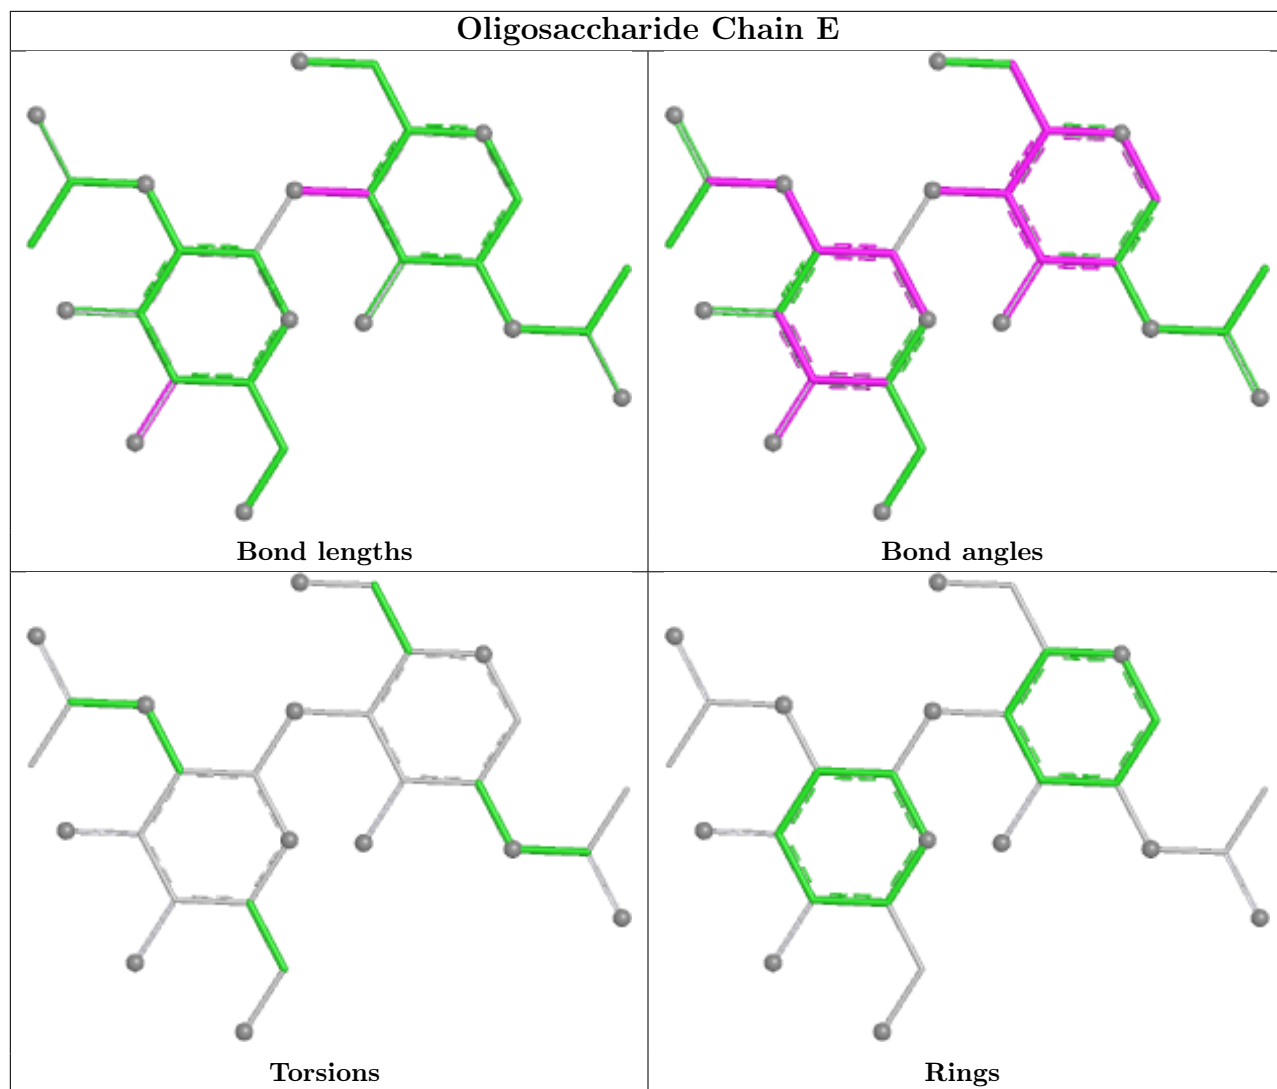 Oligosaccharide Chain E
Bond lengths
Bond angles
Torsions
Rings